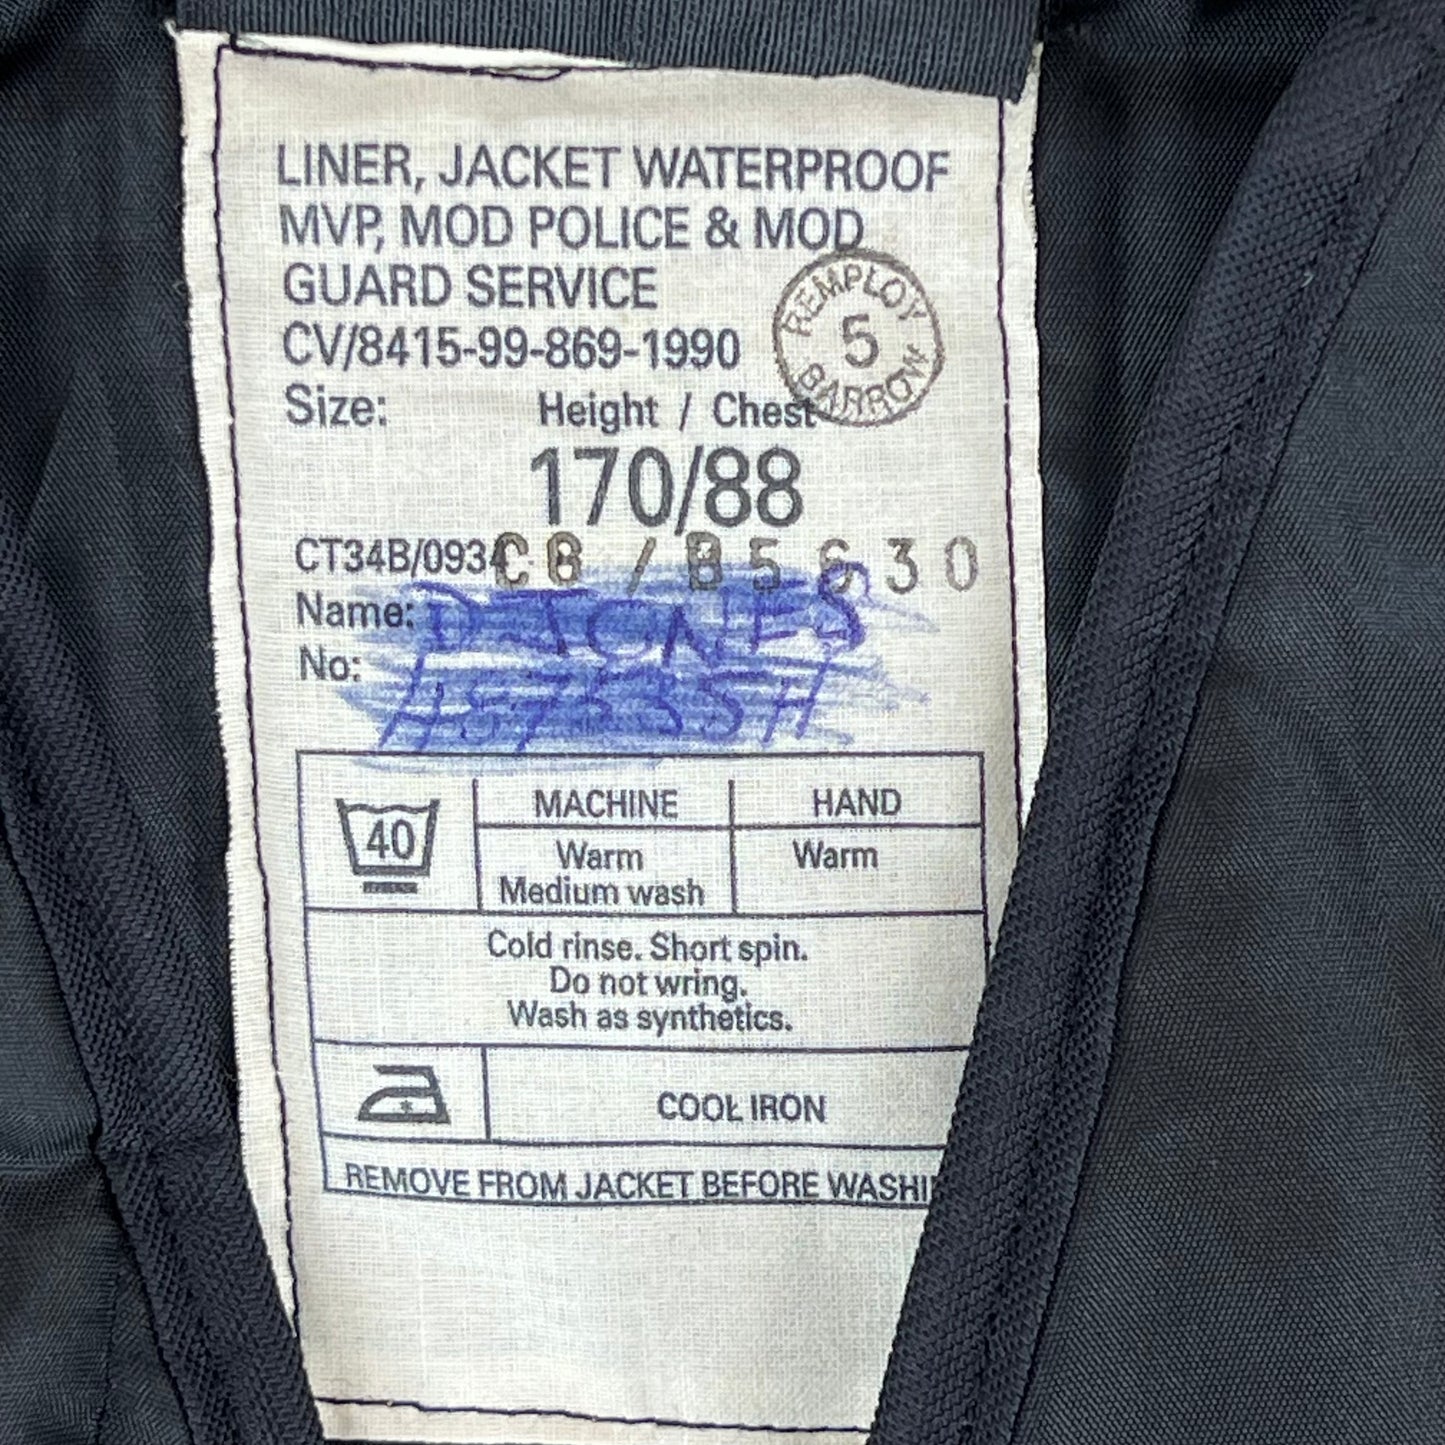 LINER, JACKET WATERPROOF
MVP, MOD POLICE & MOD
GUARD SERVICE
CV/8415-99-869-1990
REMPLOY
5
BARROW
Size: Height / Chest
170/88
CT34B/0934 C8 / B5630
Name: D JONES
No:
40
MACHINE HAND
Warm Warm
Medium wash
Cold rinse. Short spin.
Do not wring.
Wash as synthetics.
COOL IRON
REMOVE FROM JACKET BEFORE WASHI